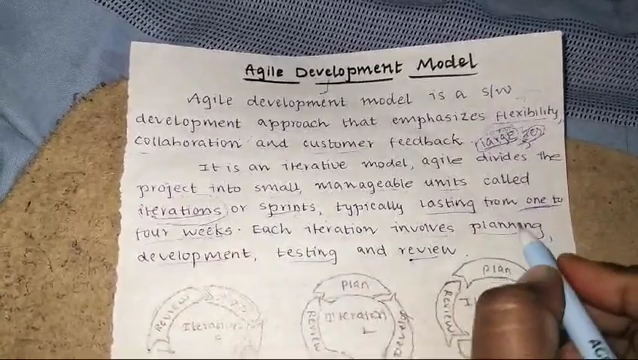 Agile Development Model
Agile development model is a s/w
development approach that emphasizes flexibility,
collaboration and customer feedback
It is an iterative model, agile divides the
project into small, manageable units called
iterations or sprints, typically lasting from one to
four weeks. Each iteration involves planning,
development, testing and review.
REVIEW
Iteration
Plan
REVIEW
Iteration
Develop
Plan
REVIEW
I